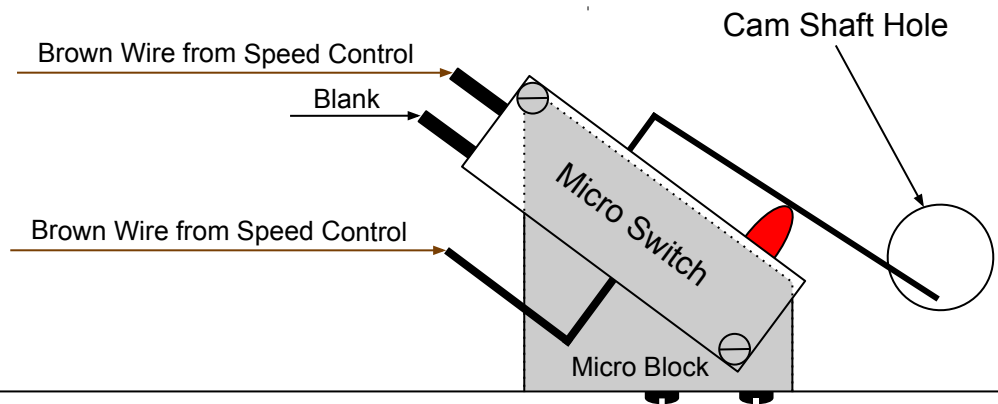 Cam Shaft Hole
Brown Wire from Speed Control
Blank
Micro Switch
Brown Wire from Speed Control
Micro Block